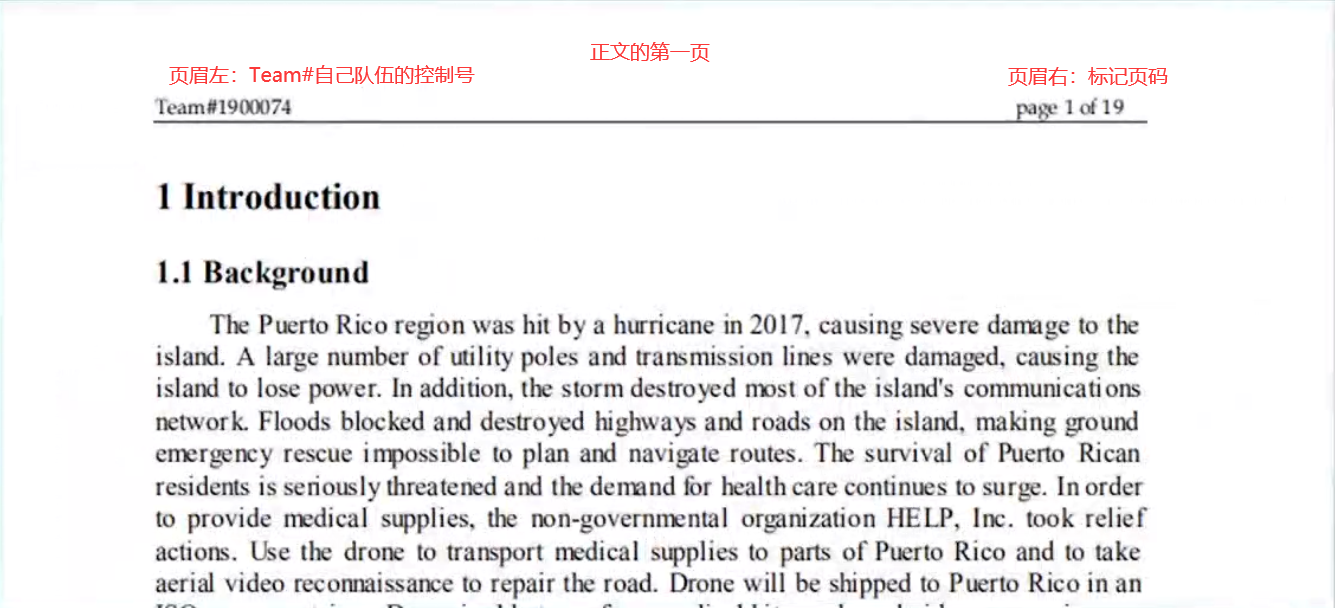 正文的第一页
页眉左：Team#自己队伍的控制号
页眉右：标记页码
Team#1900074
page 1 of 19
1 Introduction
1.1 Background
The Puerto Rico region was hit by a hurricane in 2017, causing severe damage to the
island. A large number of utility poles and transmission lines were damaged, causing the
island to lose power. In addition, the storm destroyed most of the island's communications
network. Floods blocked and destroyed highways and roads on the island, making ground
emergency rescue impossible to plan and navigate routes. The survival of Puerto Rican
residents is seriously threatened and the demand for health care continues to surge. In order
to provide medical supplies, the non-governmental organization HELP, Inc. took relief
actions. Use the drone to transport medical supplies to parts of Puerto Rico and to take
aerial video reconnaissance to repair the road. Drone will be shipped to Puerto Rico in an